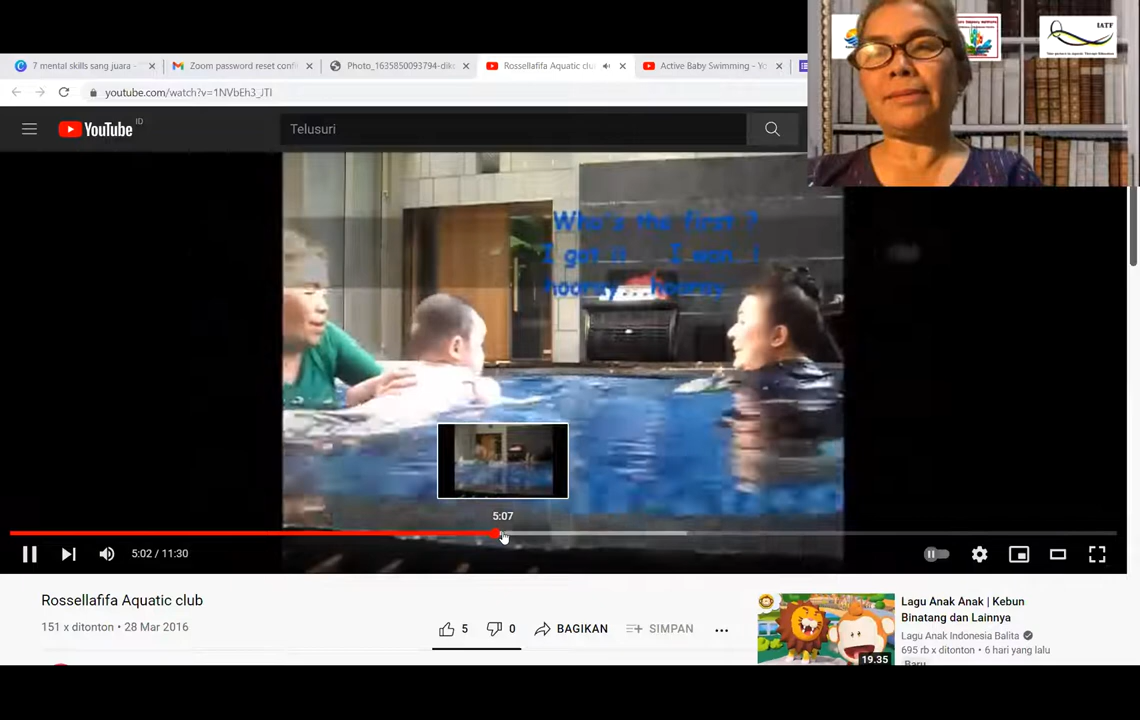 7 mental skills sang juara - "
Zoom password reset confi
Photo_1635050093794-dik
Rossellafifa Aquatic clu
Active Baby Swimming - Yo
youtube.com/watch?v=1NVbEh3_JTI
YouTube ID
Telusuri
IATF
Who's the first ?
I got it I won !
hooray...hooray
5:07
5:02 / 11:30
Rossellafifa Aquatic club
151 x ditonton • 28 Mar 2016
5
0
BAGIKAN
SIMPAN
Lagu Anak Anak | Kebun
Binatang dan Lainnya
Lagu Anak Indonesia Balita
695 rb x ditonton • 6 hari yang lalu
Baru
19.35